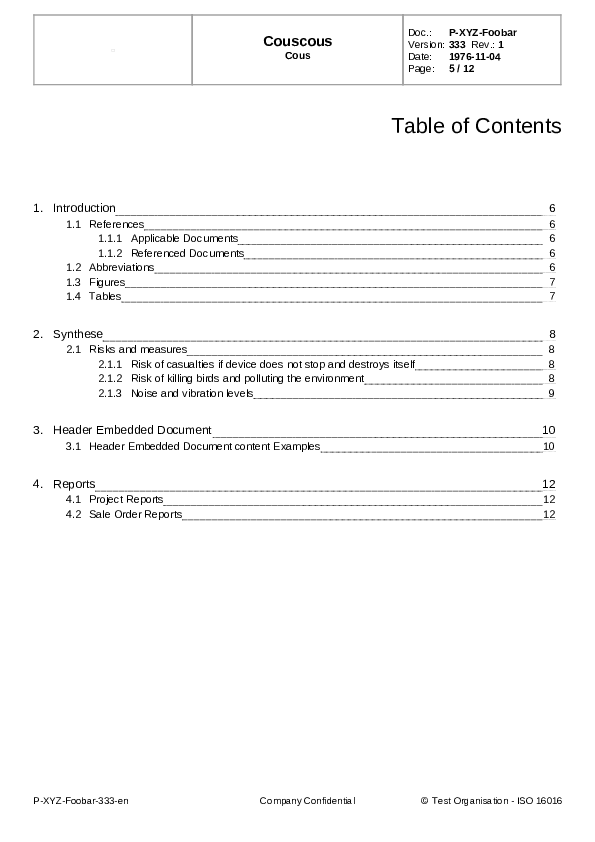 Couscous
Cous
Doc.: P-XYZ-Foobar
Version: 333 Rev.: 1
Date: 1976-11-04
Page: 5 / 12
Table of Contents
1. Introduction 6
1.1 References 6
1.1.1 Applicable Documents 6
1.1.2 Referenced Documents 6
1.2 Abbreviations 6
1.3 Figures 7
1.4 Tables 7
2. Synthese 8
2.1 Risks and measures 8
2.1.1 Risk of casualties if device does not stop and destroys itself 8
2.1.2 Risk of killing birds and polluting the environment 8
2.1.3 Noise and vibration levels 9
3. Header Embedded Document 10
3.1 Header Embedded Document content Examples 10
4. Reports 12
4.1 Project Reports 12
4.2 Sale Order Reports 12
P-XYZ-Foobar-333-en Company Confidential © Test Organisation - ISO 16016